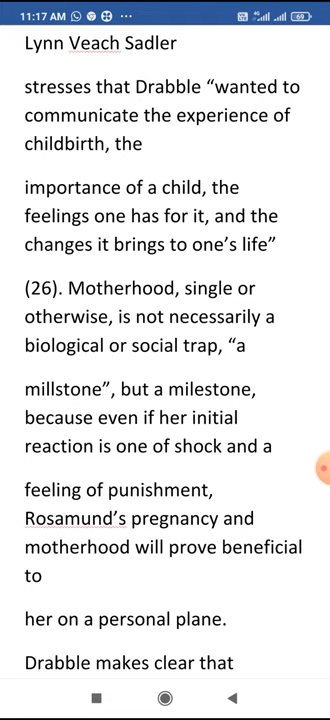 11:17 AM
4G
69
Lynn Veach Sadler
stresses that Drabble “wanted to
communicate the experience of
childbirth, the
importance of a child, the
feelings one has for it, and the
changes it brings to one’s life”
(26). Motherhood, single or
otherwise, is not necessarily a
biological or social trap, “a
millstone”, but a milestone,
because even if her initial
reaction is one of shock and a
feeling of punishment,
Rosamund’s pregnancy and
motherhood will prove beneficial
to
her on a personal plane.
Drabble makes clear that